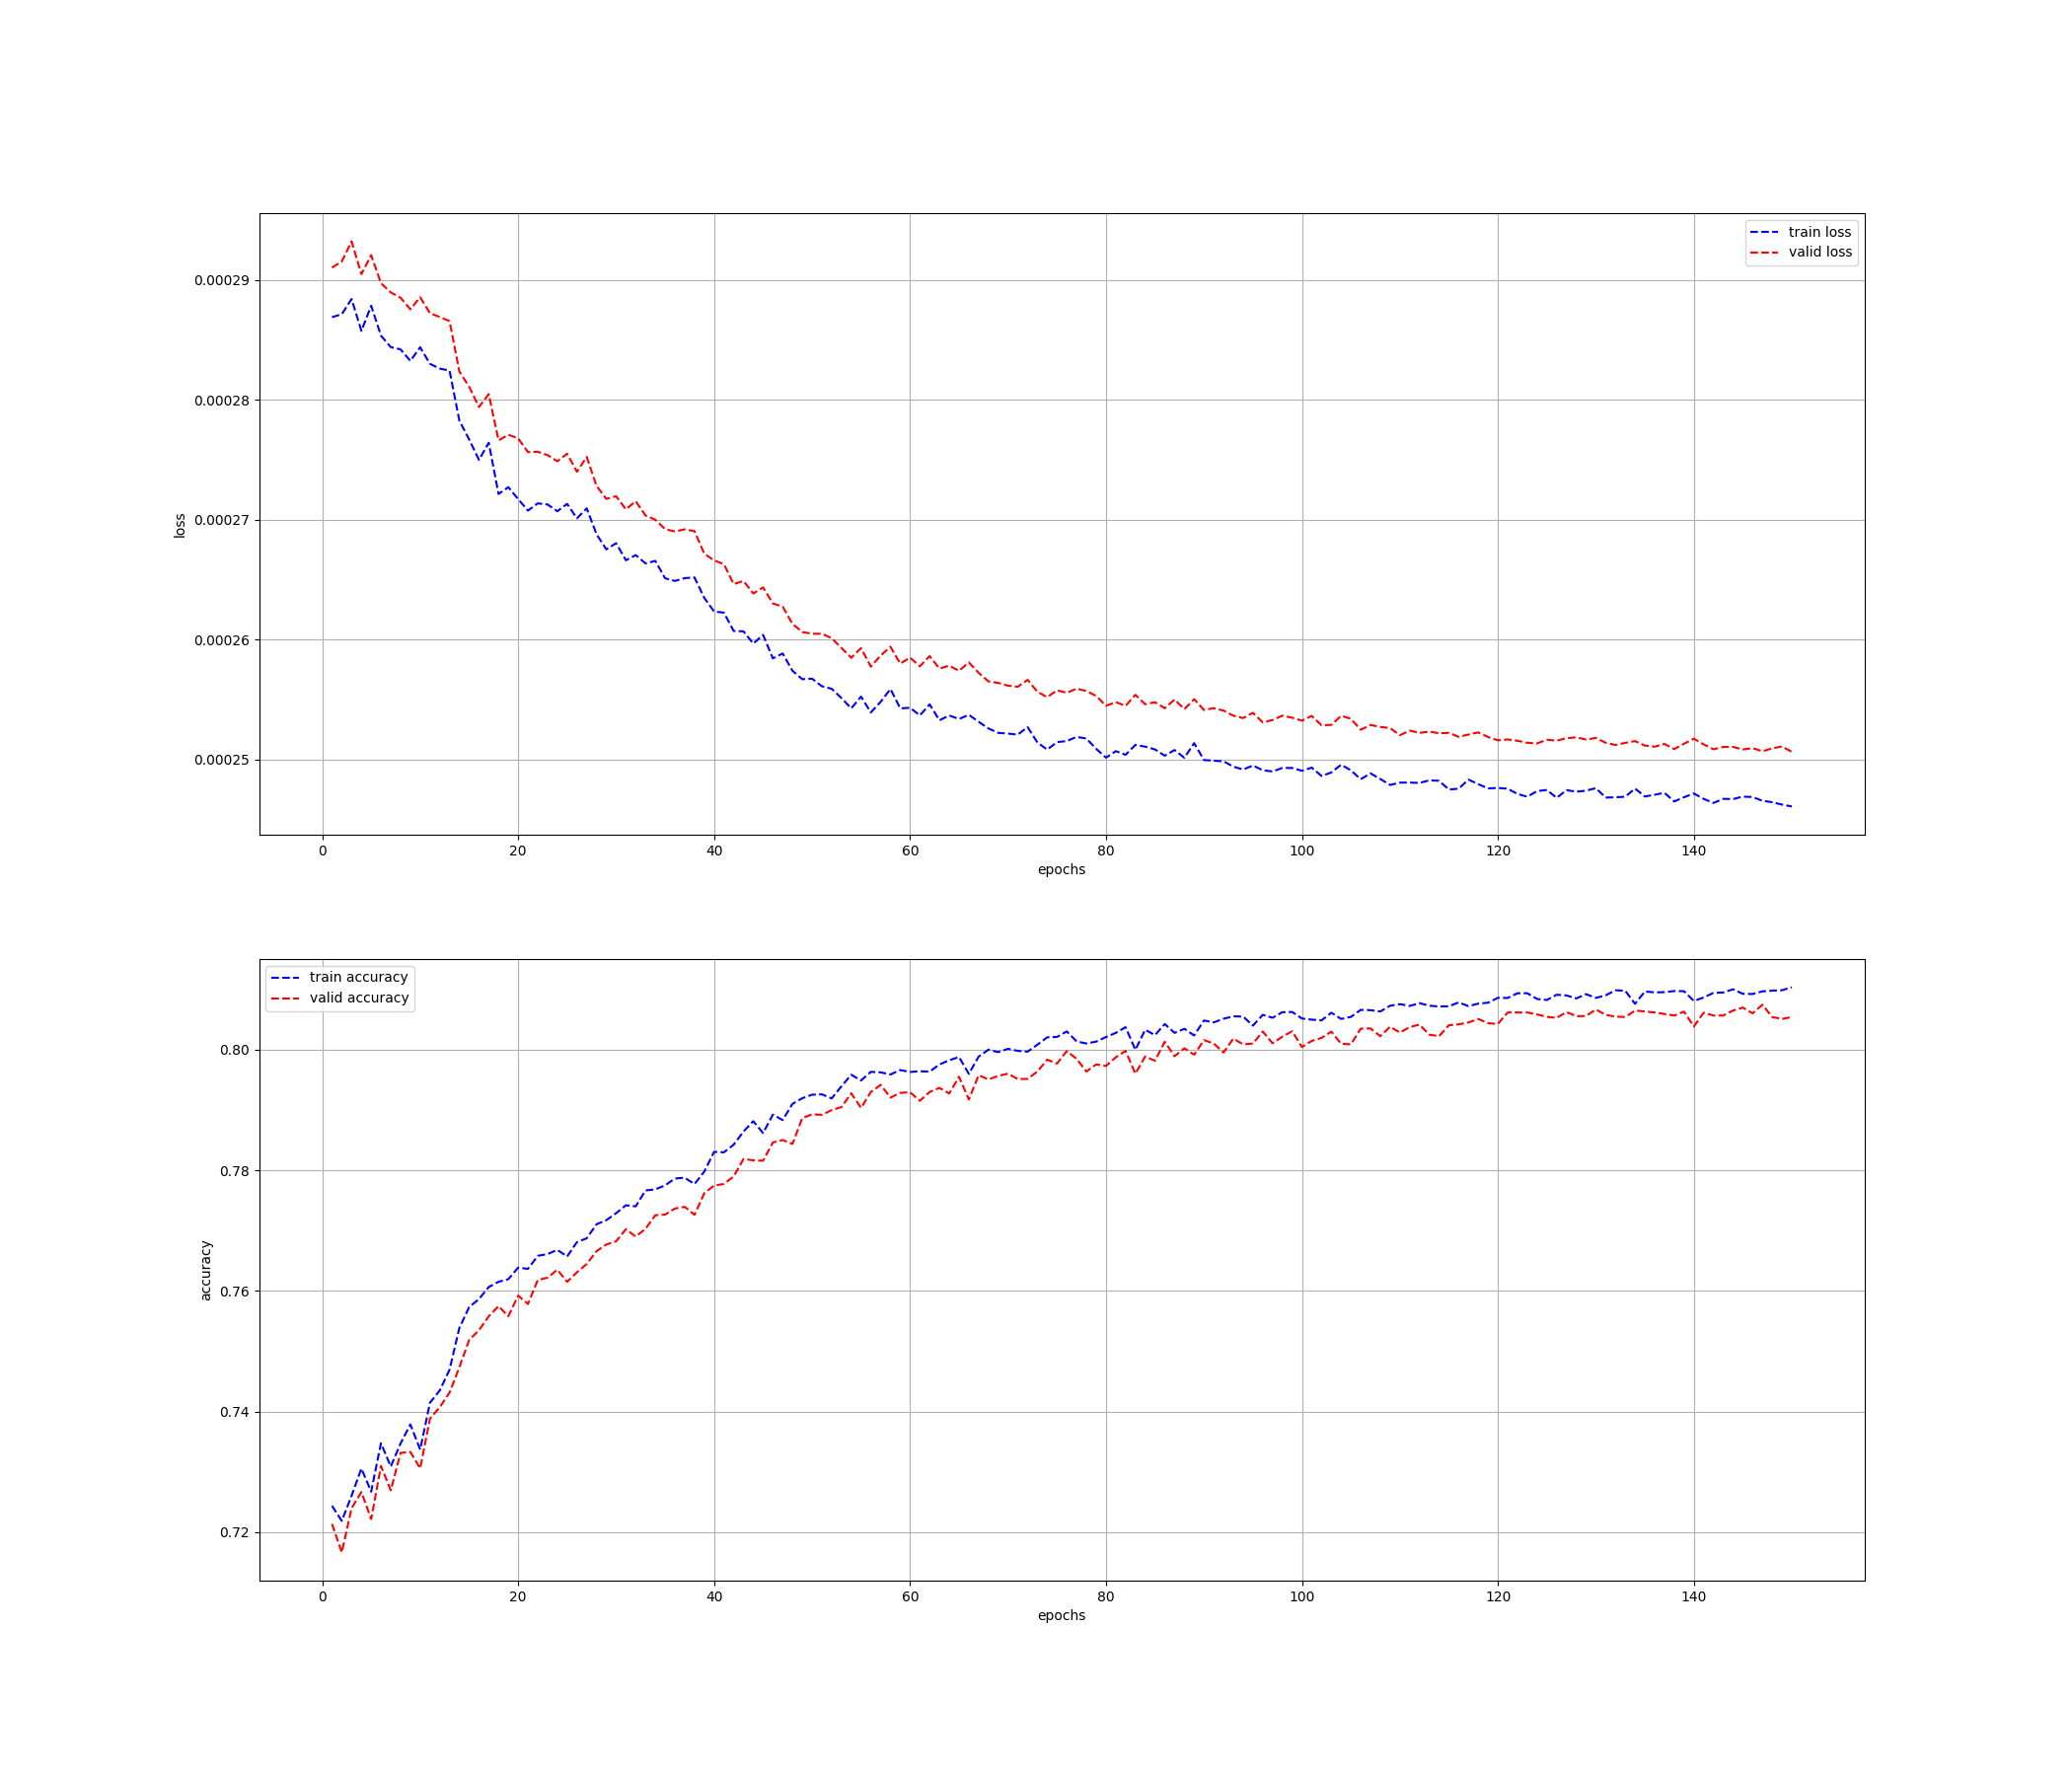 train loss
valid loss
0.00029
0.00028
0.00027
0.00026
0.00025
loss
0 20 40 60 80 100 120 140
epochs
train accuracy
valid accuracy
0.80
0.78
0.76
0.74
0.72
accuracy
0 20 40 60 80 100 120 140
epochs